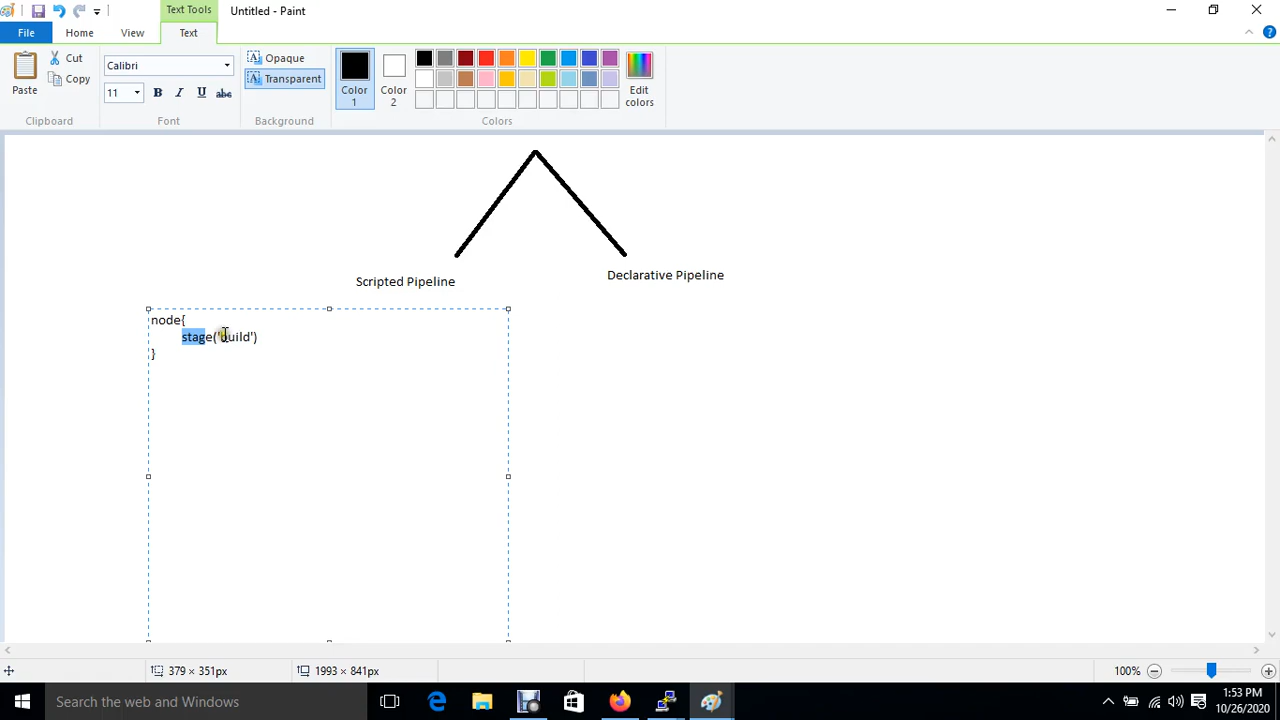 Text Tools
Untitled - Paint
File
Home
View
Text
Paste
Cut
Copy
Clipboard
Calibri
11
B I U abc
Font
Opaque
Transparent
Background
Color 1
Color 2
Edit colors
Colors
Scripted Pipeline
Declarative Pipeline
node{
stage('build')
}
379 × 351px
1993 × 841px
100%
Search the web and Windows
1:53 PM
10/26/2020